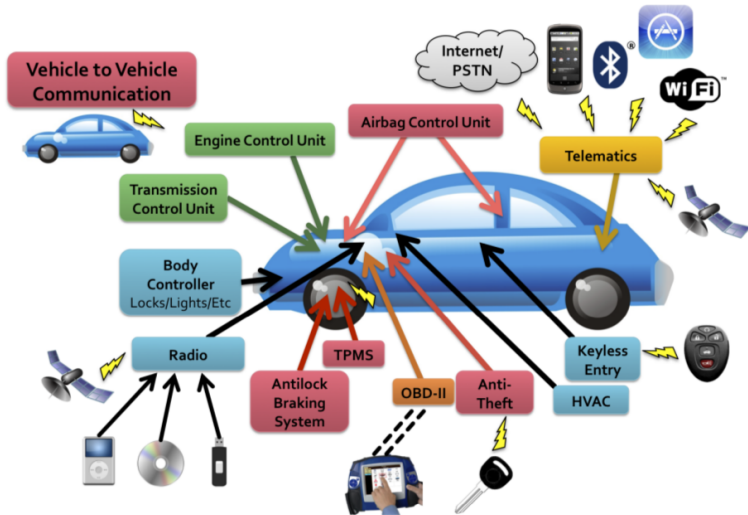 Internet/
PSTN
®
Vehicle to Vehicle
Communication
WiFi™
Engine Control Unit
Airbag Control Unit
Telematics
Transmission
Control Unit
Body
Controller
Locks/Lights/Etc
Radio
TPMS
Keyless
Entry
Antilock
Braking
System
OBD-II
Anti-
Theft
HVAC